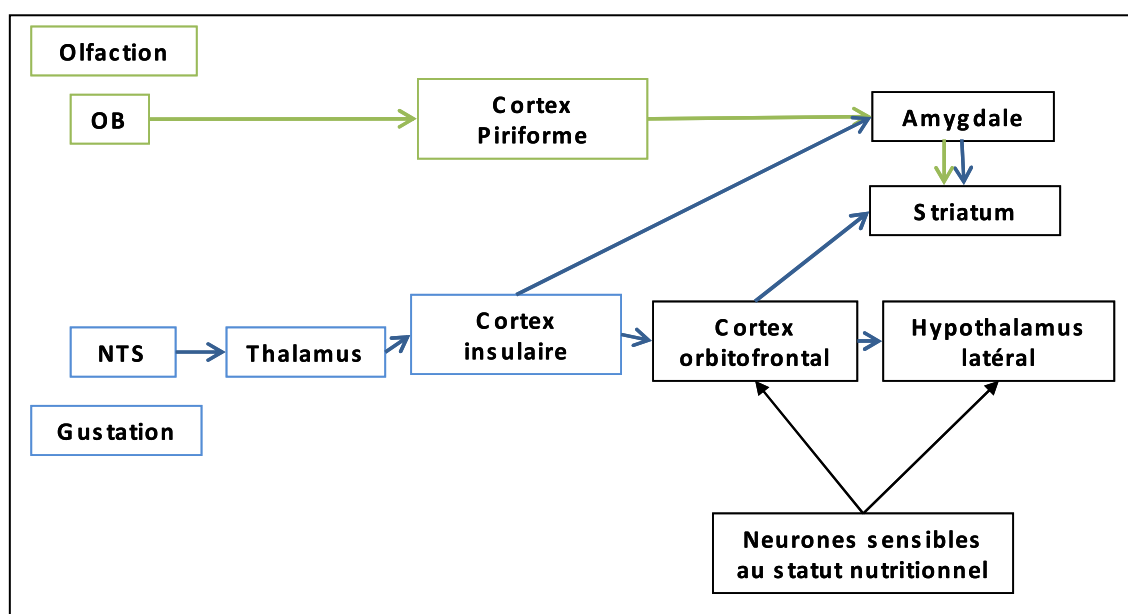 Olfaction
OB
Cortex
Piriforme
Amygdale
Striatum
NTS
Thalamus
Cortex
insulaire
Cortex
orbitofrontal
Hypothalamus
latéral
Gustation
Neurones sensibles
au statut nutritionnel